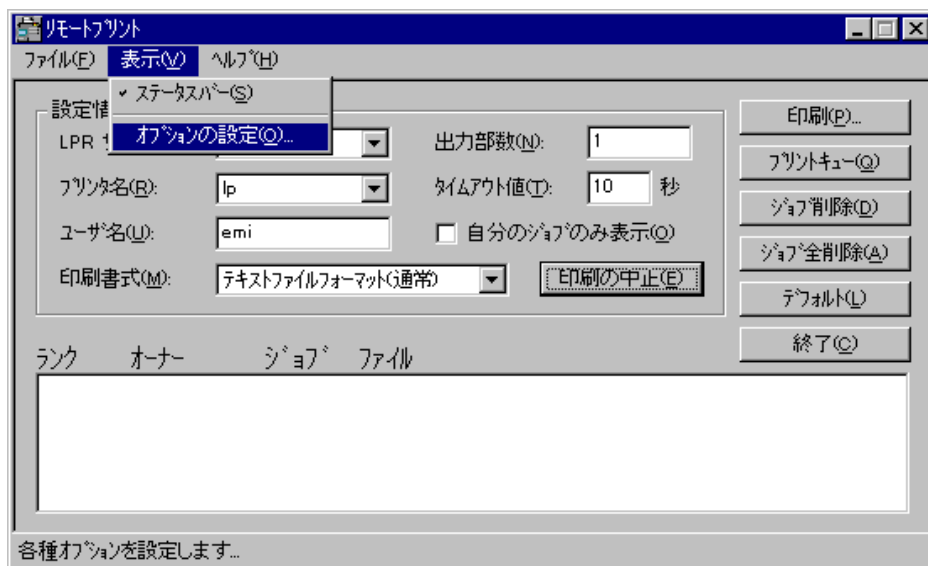 リモートプリント
ファイル(F) 表示(V) ヘルプ(H)
✓ ステータスバー(S)
オプションの設定(O)...
設定情
LPR サ
プリンタ名(R): lp
ユーザ名(U): emi
印刷書式(M): テキストファイルフォーマット(通常)
出力部数(N): 1
タイムアウト値(T): 10 秒
自分のジョブのみ表示(O)
印刷の中止(E)
印刷(P)...
プリントキュー(Q)
ジョブ削除(D)
ジョブ全削除(A)
デフォルト(L)
終了(C)
ランク オーナー ジョブ ファイル
各種オプションを設定します...